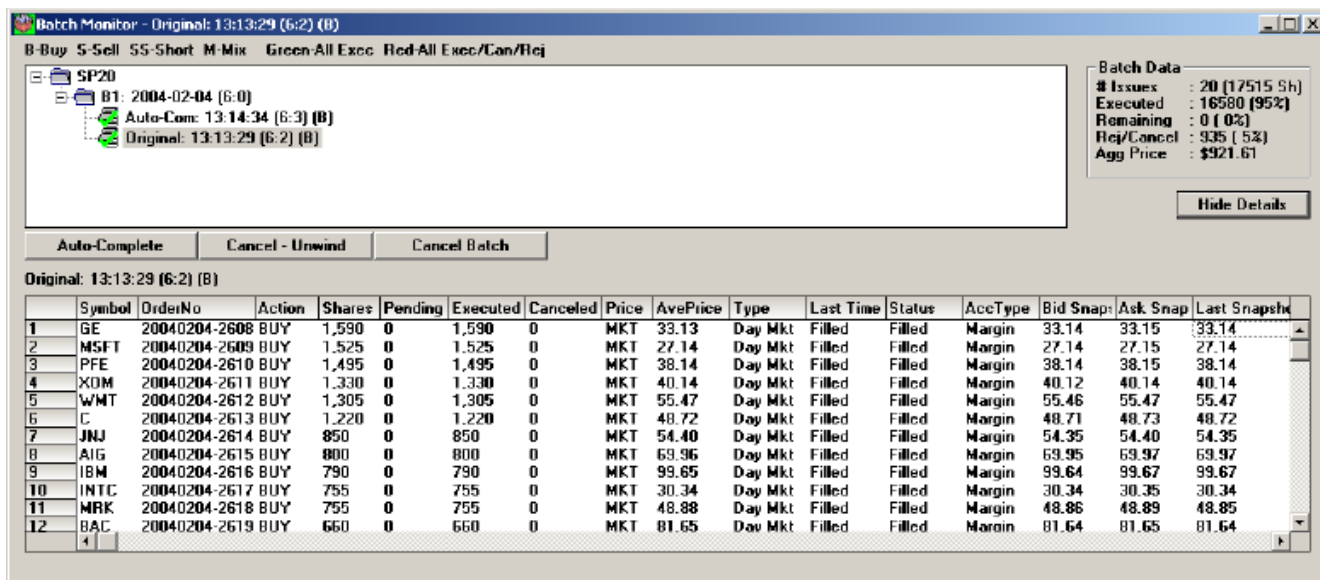 Batch Monitor - Original: 13:13:29 (6:2) (B)
B-Buy S-Sell SS-Short M-Mix Green-All Exec Red-All Exec/Can/Rej
SP20
B1: 2004-02-04 (6:0)
Auto-Com: 13:14:34 (6:3) (B)
Original: 13:13:29 (6:2) (B)
Batch Data
# Issues : 20 (17515 Sh)
Executed : 16580 (95%)
Remaining : 0 ( 0%)
Rej/Cancel : 935 ( 5%)
Agg Price : $921.61
Hide Details
Auto-Complete Cancel - Unwind Cancel Batch
Original: 13:13:29 (6:2) (B)
Symbol OrderNo Action Shares Pending Executed Canceled Price AvePrice Type Last Time Status AccType Bid Snap Ask Snap Last Snapsho
1 GE 20040204-2608 BUY 1,590 0 1,590 0 MKT 33.13 Day Mkt Filled Filled Margin 33.14 33.15 33.14
2 MSFT 20040204-2609 BUY 1,525 0 1,525 0 MKT 27.14 Day Mkt Filled Filled Margin 27.14 27.15 27.14
3 PFE 20040204-2610 BUY 1,495 0 1,495 0 MKT 38.14 Day Mkt Filled Filled Margin 38.14 38.15 38.14
4 XOM 20040204-2611 BUY 1,330 0 1,330 0 MKT 40.14 Day Mkt Filled Filled Margin 40.12 40.14 40.14
5 WMT 20040204-2612 BUY 1,305 0 1,305 0 MKT 55.47 Day Mkt Filled Filled Margin 55.46 55.47 55.47
6 C 20040204-2613 BUY 1,220 0 1,220 0 MKT 48.72 Day Mkt Filled Filled Margin 48.71 48.73 48.72
7 JNJ 20040204-2614 BUY 850 0 850 0 MKT 54.40 Day Mkt Filled Filled Margin 54.35 54.40 54.35
8 AIG 20040204-2615 BUY 800 0 800 0 MKT 69.96 Day Mkt Filled Filled Margin 69.95 69.97 69.97
9 IBM 20040204-2616 BUY 790 0 790 0 MKT 99.65 Day Mkt Filled Filled Margin 99.64 99.67 99.67
10 INTC 20040204-2617 BUY 755 0 755 0 MKT 30.34 Day Mkt Filled Filled Margin 30.34 30.35 30.34
11 MRK 20040204-2618 BUY 755 0 755 0 MKT 48.88 Day Mkt Filled Filled Margin 48.86 48.89 48.85
12 BAC 20040204-2619 BUY 660 0 660 0 MKT 81.65 Day Mkt Filled Filled Margin 81.64 81.65 81.64